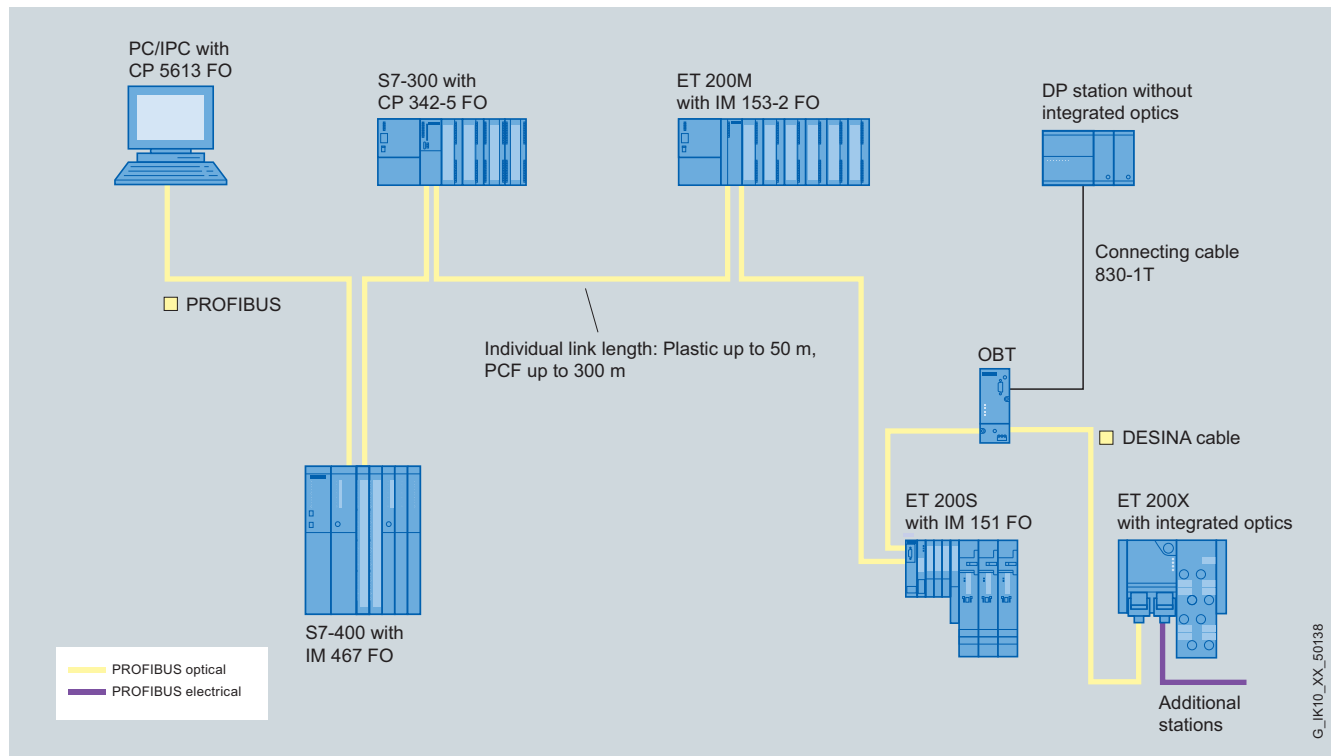 PC/IPC with
CP 5613 FO
S7-300 with
CP 342-5 FO
ET 200M
with IM 153-2 FO
DP station without
integrated optics
Connecting cable
830-1T
PROFIBUS
Individual link length: Plastic up to 50 m,
PCF up to 300 m
OBT
DESINA cable
ET 200S
with IM 151 FO
ET 200X
with integrated optics
S7-400 with
IM 467 FO
PROFIBUS optical
PROFIBUS electrical
Additional
stations
G_IK10_XX_50138